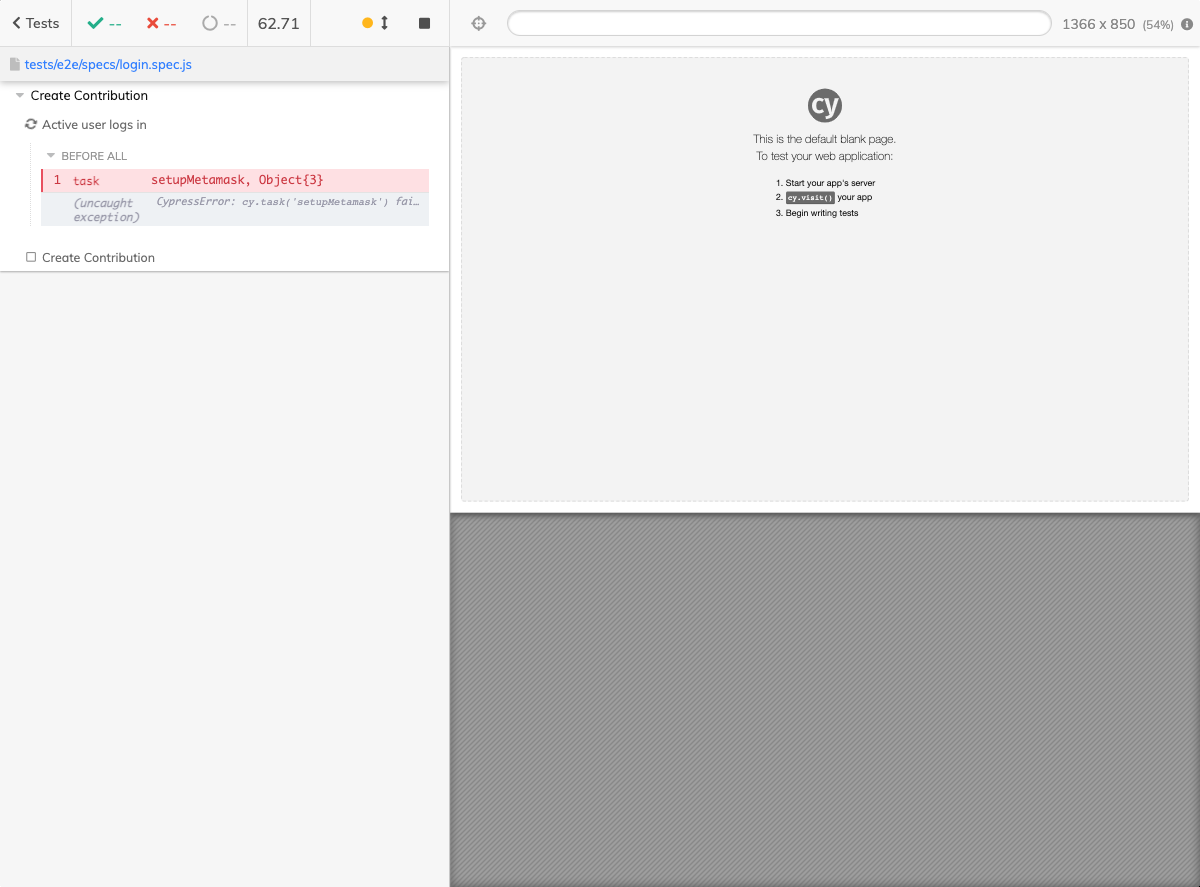 Tests
--
--
--
62.71
1366 x 850 (54%)
tests/e2e/specs/login.spec.js
Create Contribution
Active user logs in
BEFORE ALL
1 task setupMetamask, Object{3}
(uncaught exception) CypressError: cy.task('setupMetamask') fai…
Create Contribution
cy
This is the default blank page.
To test your web application:
1. Start your app's server
2. cy.visit() your app
3. Begin writing tests